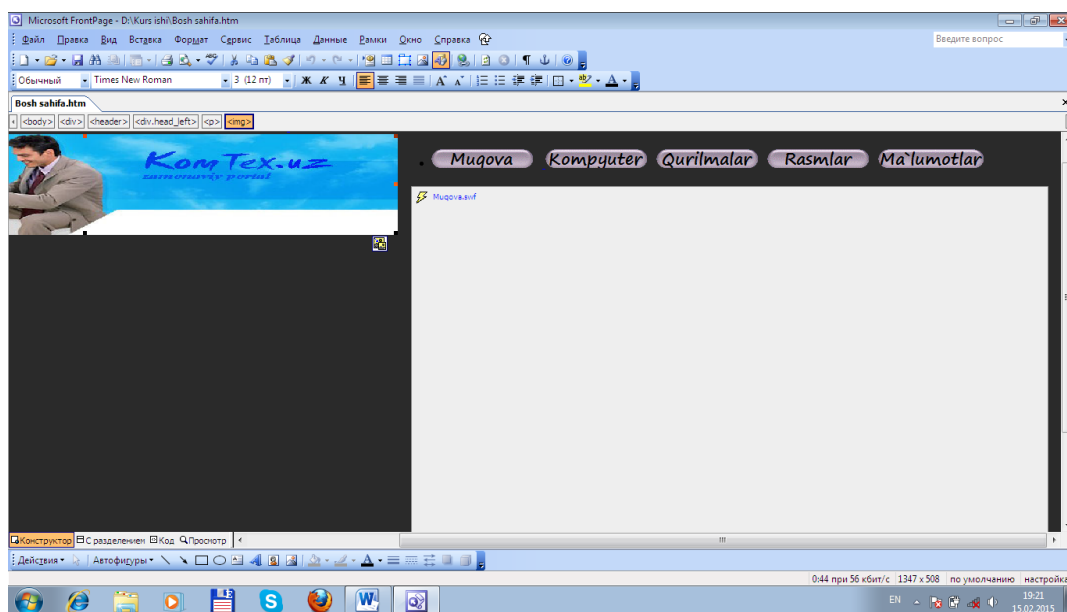 Microsoft FrontPage - D:\Kurs ishi\Bosh sahifa.htm
Файл Правка Вид Вставка Формат Сервис Таблица Данные Рамки Окно Справка Введите вопрос
Обычный Times New Roman 3 (12 пт) Ж К Ч
Bosh sahifa.htm
<body> <div> <header> <div.head_left> <p> <img>
KomTex.uz
zamonaviy portal
Muqova Kompyuter Qurilmalar Rasmlar Ma`lumotlar
Muqova.swf
Конструктор С разделением Код Просмотр
Действия Автофигуры
0:44 при 56 кбит/с 1347 x 508 по умолчанию настройка
EN 19:21
15.02.2015